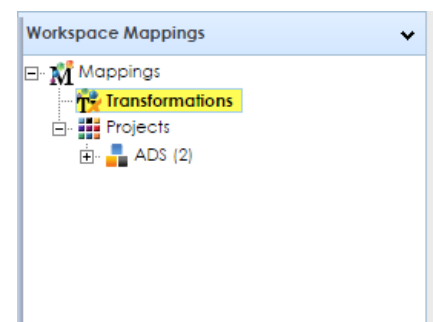 Workspace Mappings
Mappings
Transformations
Projects
ADS (2)